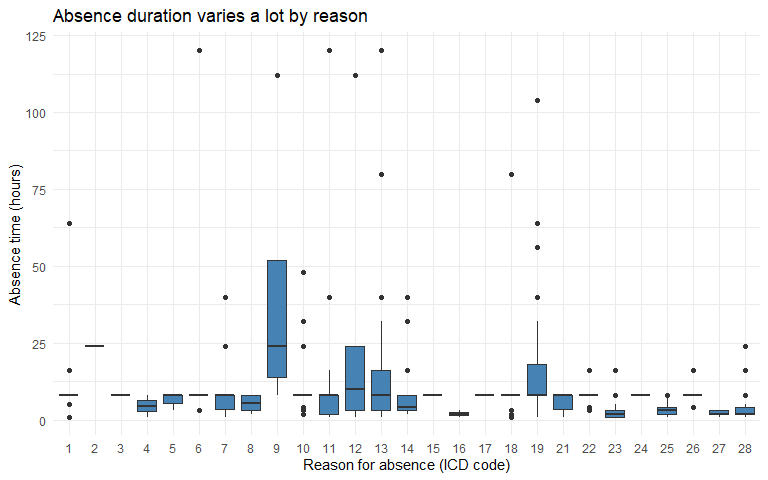 Absence duration varies a lot by reason
125
100
75
50
25
0
Absence time (hours)
1 2 3 4 5 6 7 8 9 10 11 12 13 14 15 16 17 18 19 21 22 23 24 25 26 27 28
Reason for absence (ICD code)